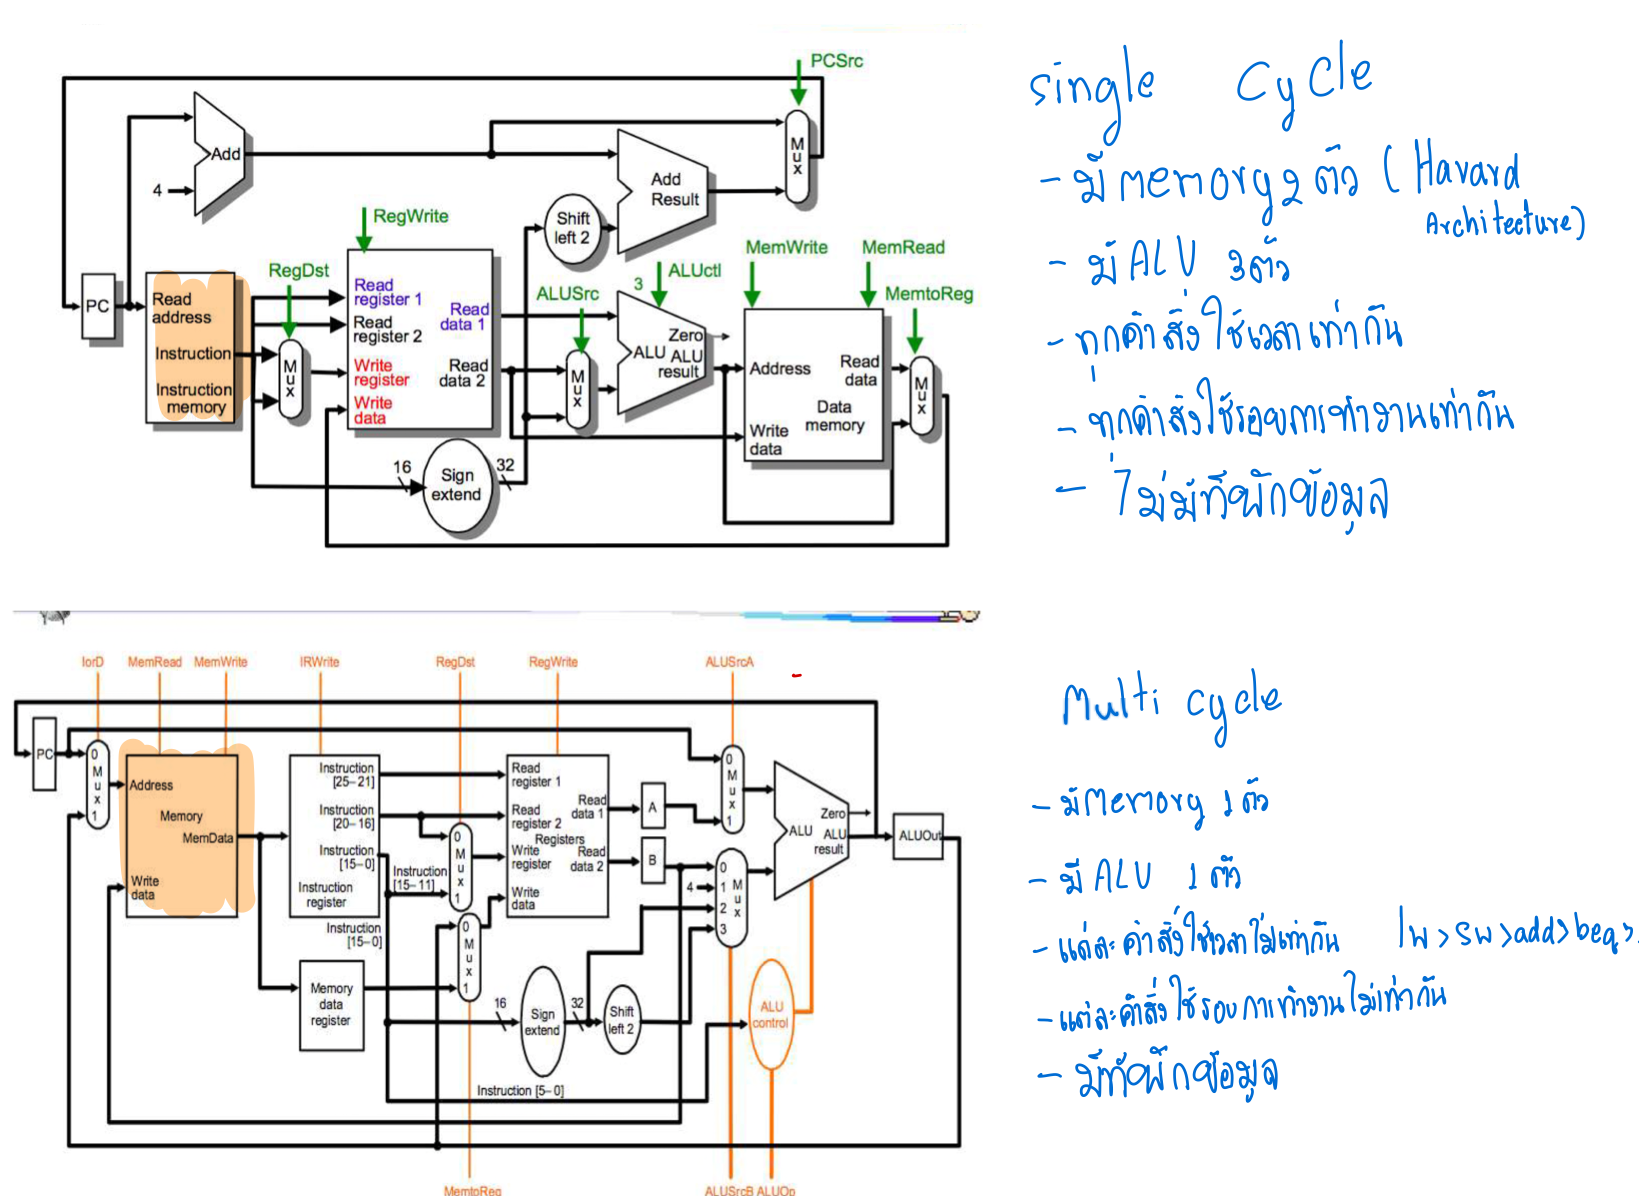 PCSrc
Mux
Add
4
Add
Result
Shift
left 2
RegWrite
RegDst
PC
Read
address
Instruction
Instruction
memory
Mux
Read
register 1
Read
register 2
Write
register
Write
data
Read
data 1
Read
data 2
ALUSrc
Mux
3
ALUctl
Zero
ALU ALU
result
MemWrite
MemRead
MemtoReg
Address
Read
data
Data
memory
Write
data
Mux
16
Sign
extend
32
single Cycle
- มี memory 2 ตัว ( Havard
Architecture)
- มี ALU 3 ตัว
- ทุกคำสั่ง ใช้เวลาเท่ากัน
- ทุกคำสั่งใช้รอบการทำงานเท่ากัน
- ไม่มีที่พักข้อมูล
IorD
MemRead
MemWrite
IRWrite
RegDst
RegWrite
ALUSrcA
PC
0
Mux
1
Address
Memory
MemData
Write
data
Instruction
[25–21]
Instruction
[20–16]
Instruction
[15–0]
Instruction
register
Instruction
[15–11]
Instruction
[15–0]
0
Mux
1
0
Mux
1
Memory
data
register
Read
register 1
Read
register 2
Registers
Write
register
Write
data
Read
data 1
Read
data 2
A
B
0
Mux
1
4
0
1 Mux
2
3
Zero
ALU ALU
result
ALUOut
16
Sign
extend
32
Shift
left 2
ALU
control
Instruction [5–0]
MemtoReg
ALUSrcB ALUOp
Multi cycle
- มี memory 1 ตัว
- มี ALU 1 ตัว
- แต่ละคำสั่งใช้เวลาไม่เท่ากัน lw > sw > add > beq >
- แต่ละคำสั่งใช้รอบการทำงานไม่เท่ากัน
- มีที่พักข้อมูล